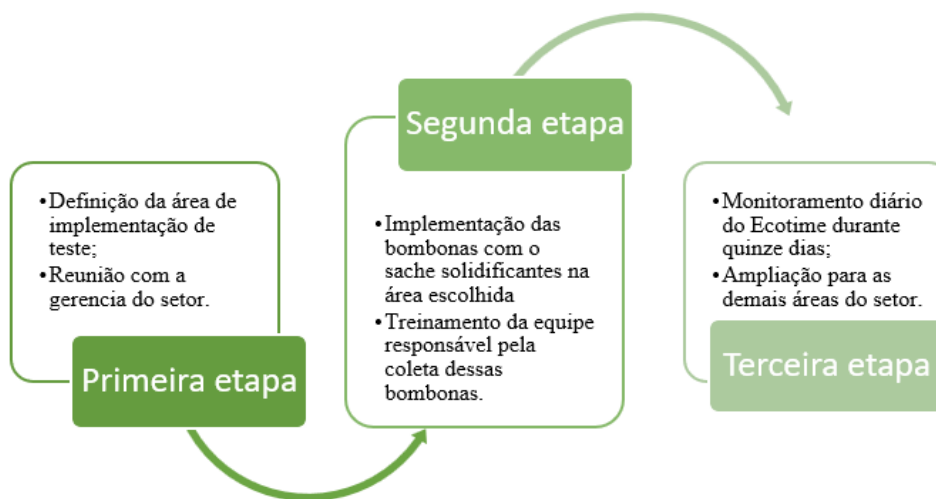 •Definição da área de
implementação de
teste;
•Reunião com a
gerencia do setor.
Primeira etapa
Segunda etapa
•Implementação das
bombonas com o
sache solidificantes na
área escolhida
•Treinamento da equipe
responsável pela
coleta dessas
bombonas.
•Monitoramento diário
do Ecotime durante
quinze dias;
•Ampliação para as
demais áreas do setor.
Terceira etapa